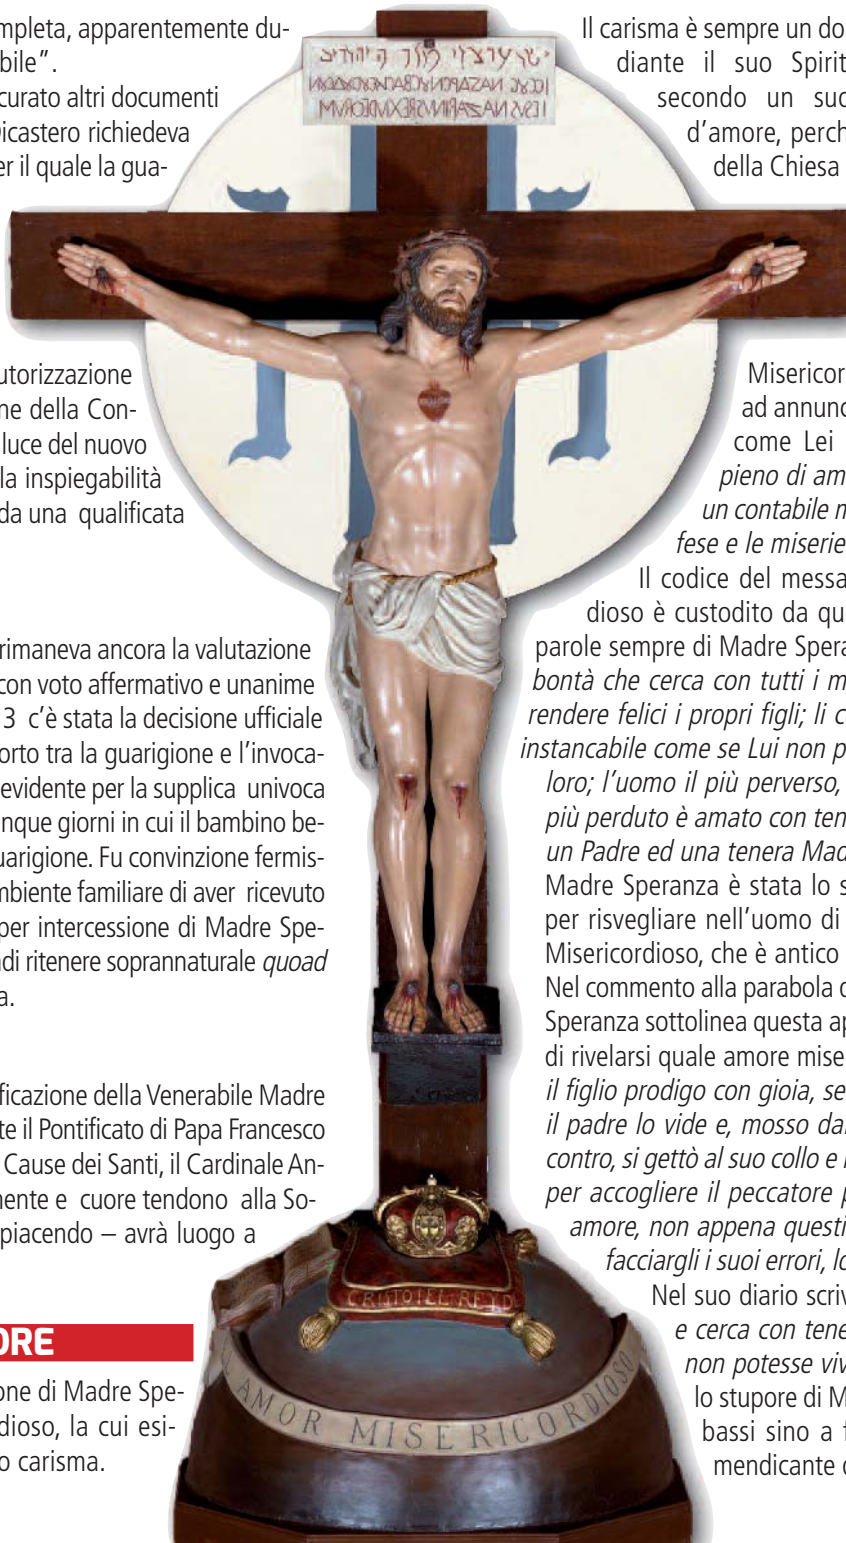 mpleta, apparentemente du-
bile”.
curato altri documenti
Dicastero richiedeva
er il quale la gua-
utorizzazione
ne della Con-
luce del nuovo
la inspiegabilità
da una qualificata
rimaneva ancora la valutazione
con voto affermativo e unanime
13 c’è stata la decisione ufficiale
orto tra la guarigione e l’invoca-
evidente per la supplica univoca
nque giorni in cui il bambino be-
uarigione. Fu convinzione fermis-
mbiente familiare di aver ricevuto
per intercessione di Madre Spe-
ndi ritenere soprannaturale quoad
a.
ficazione della Venerabile Madre
te il Pontificato di Papa Francesco
Cause dei Santi, il Cardinale An-
nente e cuore tendono alla So-
piacendo – avrà luogo a
ORE
one di Madre Spe-
dioso, la cui esi-
o carisma.
IESVS NAZARINVSREXIVDEORVM
CRISTO EL REY D
L AMOR MISERICORDIOSO
Il carisma è sempre un do
diante il suo Spirit
secondo un suo
d’amore, perch
della Chiesa
Misericor
ad annunc
come Lei
pieno di am
un contabile m
fese e le miserie
Il codice del messa
dioso è custodito da qu
parole sempre di Madre Spera
bontà che cerca con tutti i m
rendere felici i propri figli; li c
instancabile come se Lui non p
loro; l’uomo il più perverso,
più perduto è amato con ten
un Padre ed una tenera Mad
Madre Speranza è stata lo s
per risvegliare nell’uomo di
Misericordioso, che è antico
Nel commento alla parabola d
Speranza sottolinea questa ap
di rivelarsi quale amore mise
il figlio prodigo con gioia, se
il padre lo vide e, mosso dal
contro, si gettò al suo collo e l
per accogliere il peccatore p
amore, non appena questi
facciargli i suoi errori, lo
Nel suo diario scriv
e cerca con tene
non potesse viv
lo stupore di M
bassi sino a f
mendicante d